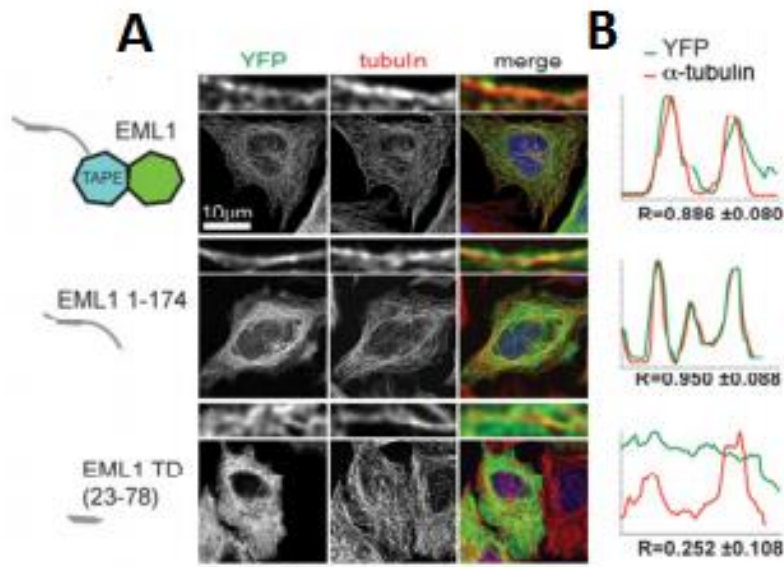 A
B
YFP tubulin merge
YFP
α-tubulin
EML1
TAPE
10µm
R=0.886 ±0.080
EML1 1-174
R=0.950 ±0.088
EML1 TD
(23-78)
R=0.252 ±0.108